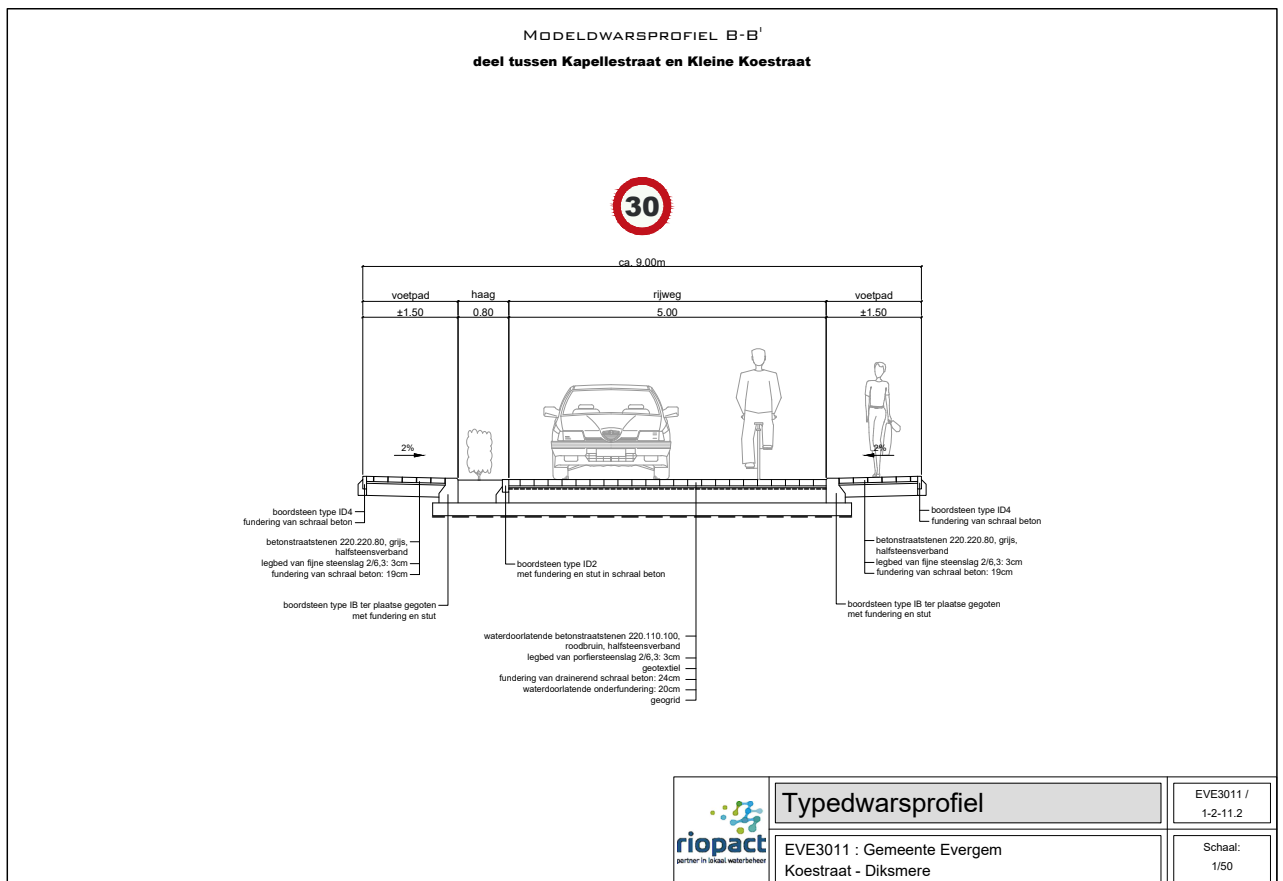 MODELDWARSPROFIEL B-B'
deel tussen Kapellestraat en Kleine Koestraat
30
ca. 9.00m
voetpad
haag
rijweg
voetpad
±1.50
0.80
5.00
±1.50
2%
2%
boordsteen type ID4
fundering van schraal beton
betonstraatstenen 220.220.80, grijs,
halfsteensverband
legbed van fijne steenslag 2/6,3: 3cm
fundering van schraal beton: 19cm
boordsteen type IB ter plaatse gegoten
met fundering en stut
boordsteen type ID2
met fundering en stut in schraal beton
waterdoorlatende betonstraatstenen 220.110.100,
roodbruin, halfsteensverband
legbed van porfiersteenslag 2/6,3: 3cm
geotextiel
fundering van drainerend schraal beton: 24cm
waterdoorlatende onderfundering: 20cm
geogrid
boordsteen type ID4
fundering van schraal beton
betonstraatstenen 220.220.80, grijs,
halfsteensverband
legbed van fijne steenslag 2/6,3: 3cm
fundering van schraal beton: 19cm
boordsteen type IB ter plaatse gegoten
met fundering en stut
riopact
partner in lokaal waterbeheer
Typedwarsprofiel
EVE3011 /
1-2-11.2
EVE3011 : Gemeente Evergem
Koestraat - Diksmere
Schaal:
1/50